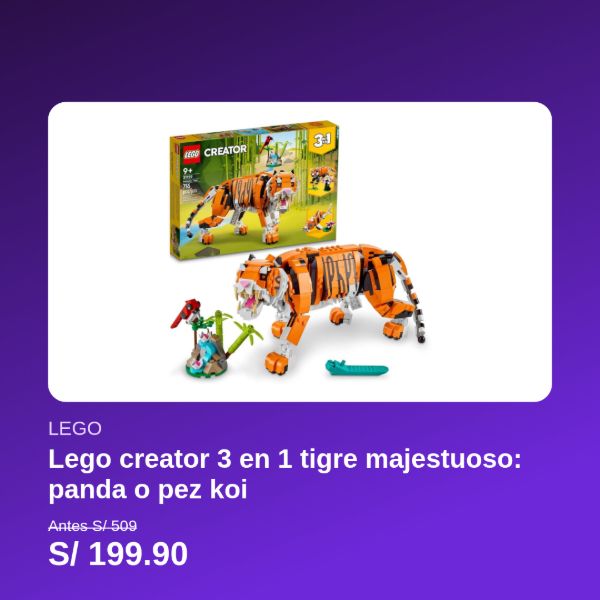 LEGO
CREATOR
3in1
9+
755
LEGO
Lego creator 3 en 1 tigre majestuoso:
panda o pez koi
Antes S/ 509
S/ 199.90